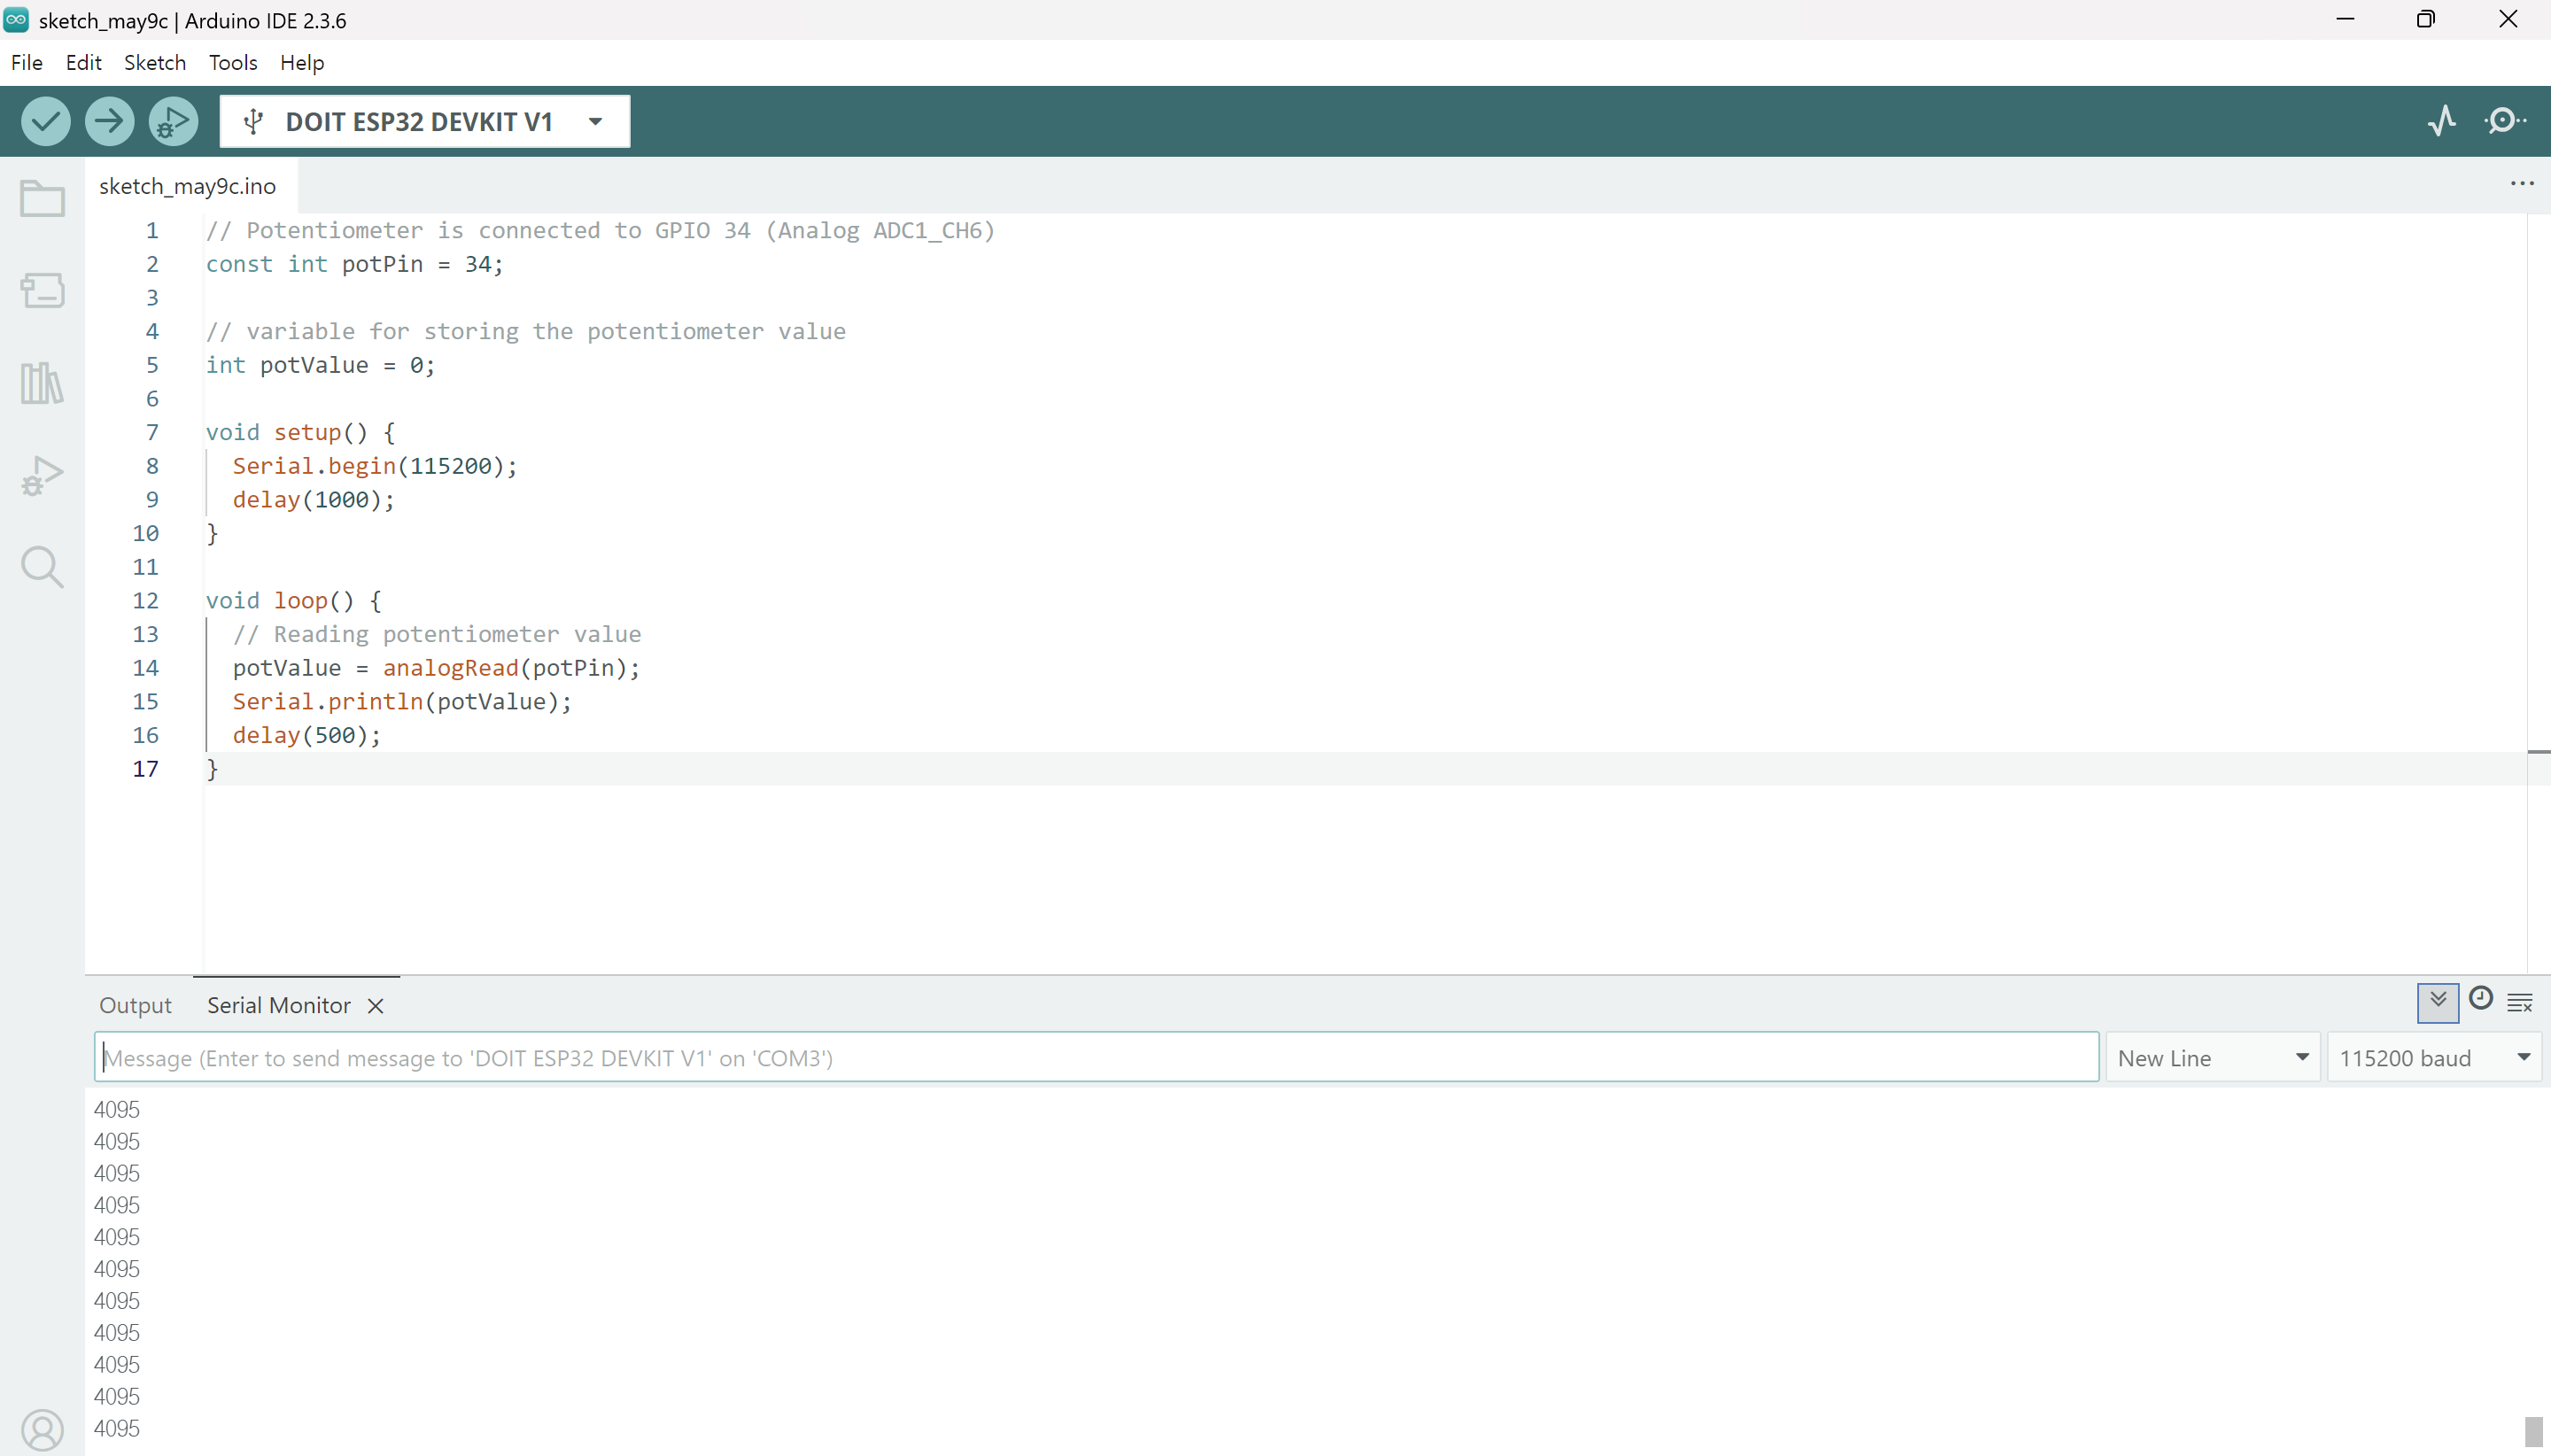 sketch_may9c | Arduino IDE 2.3.6
File Edit Sketch Tools Help
DOIT ESP32 DEVKIT V1
sketch_may9c.ino
1 // Potentiometer is connected to GPIO 34 (Analog ADC1_CH6)
2 const int potPin = 34;
3
4 // variable for storing the potentiometer value
5 int potValue = 0;
6
7 void setup() {
8 Serial.begin(115200);
9 delay(1000);
10 }
11
12 void loop() {
13 // Reading potentiometer value
14 potValue = analogRead(potPin);
15 Serial.println(potValue);
16 delay(500);
17 }
Output Serial Monitor
Message (Enter to send message to 'DOIT ESP32 DEVKIT V1' on 'COM3') New Line 115200 baud
4095
4095
4095
4095
4095
4095
4095
4095
4095
4095
4095